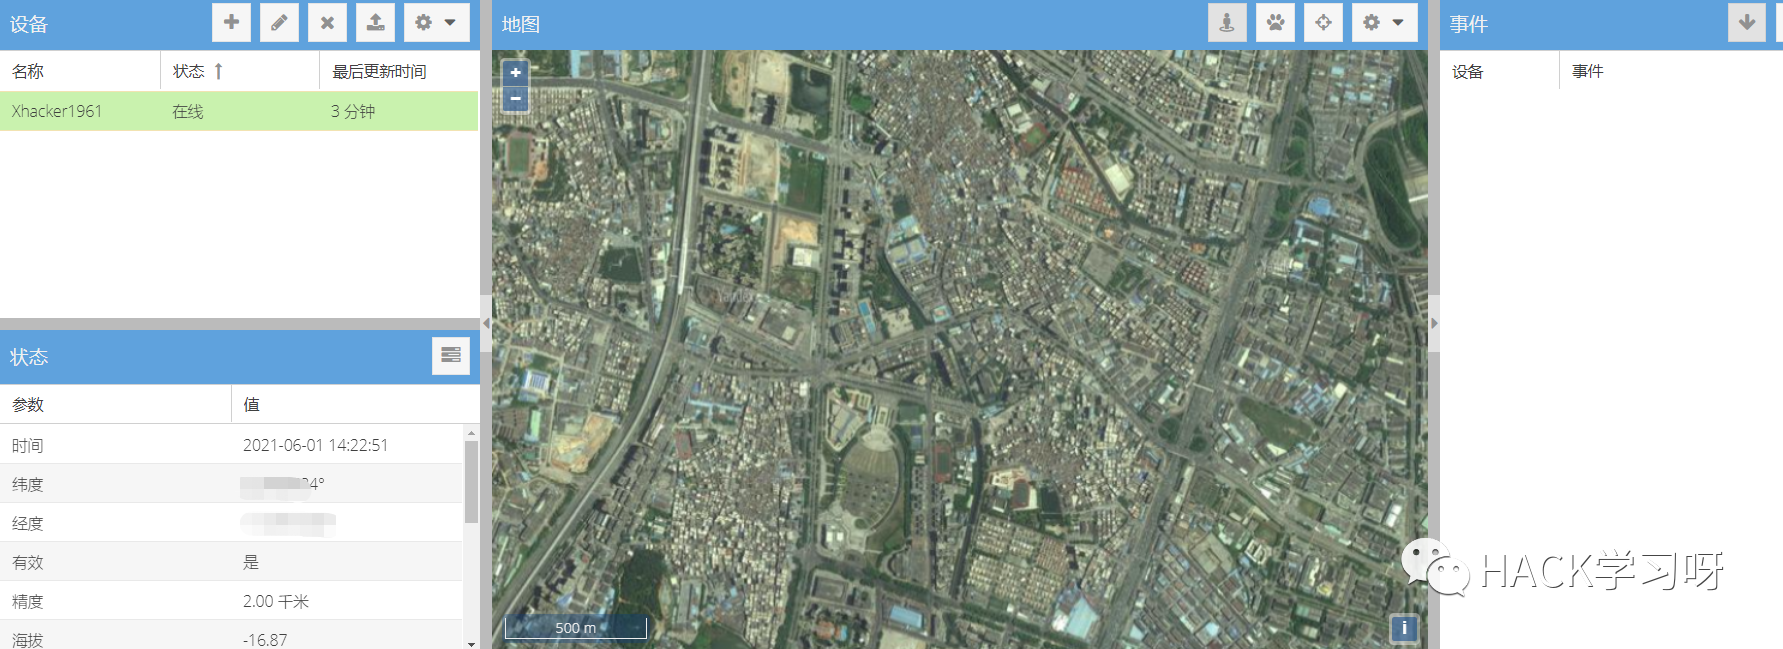 设备
名称 状态 最后更新时间
Xhacker1961 在线 3 分钟
状态
参数 值
时间 2021-06-01 14:22:51
纬度 34°
经度
有效 是
精度 2.00 千米
海拔 -16.87
地图
+
−
Yandex
500 m
i
事件
设备 事件
HACK学习呀